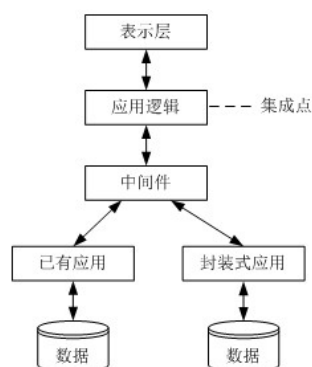 表示层
应用逻辑
集成点
中间件
已有应用
封装式应用
数据
数据